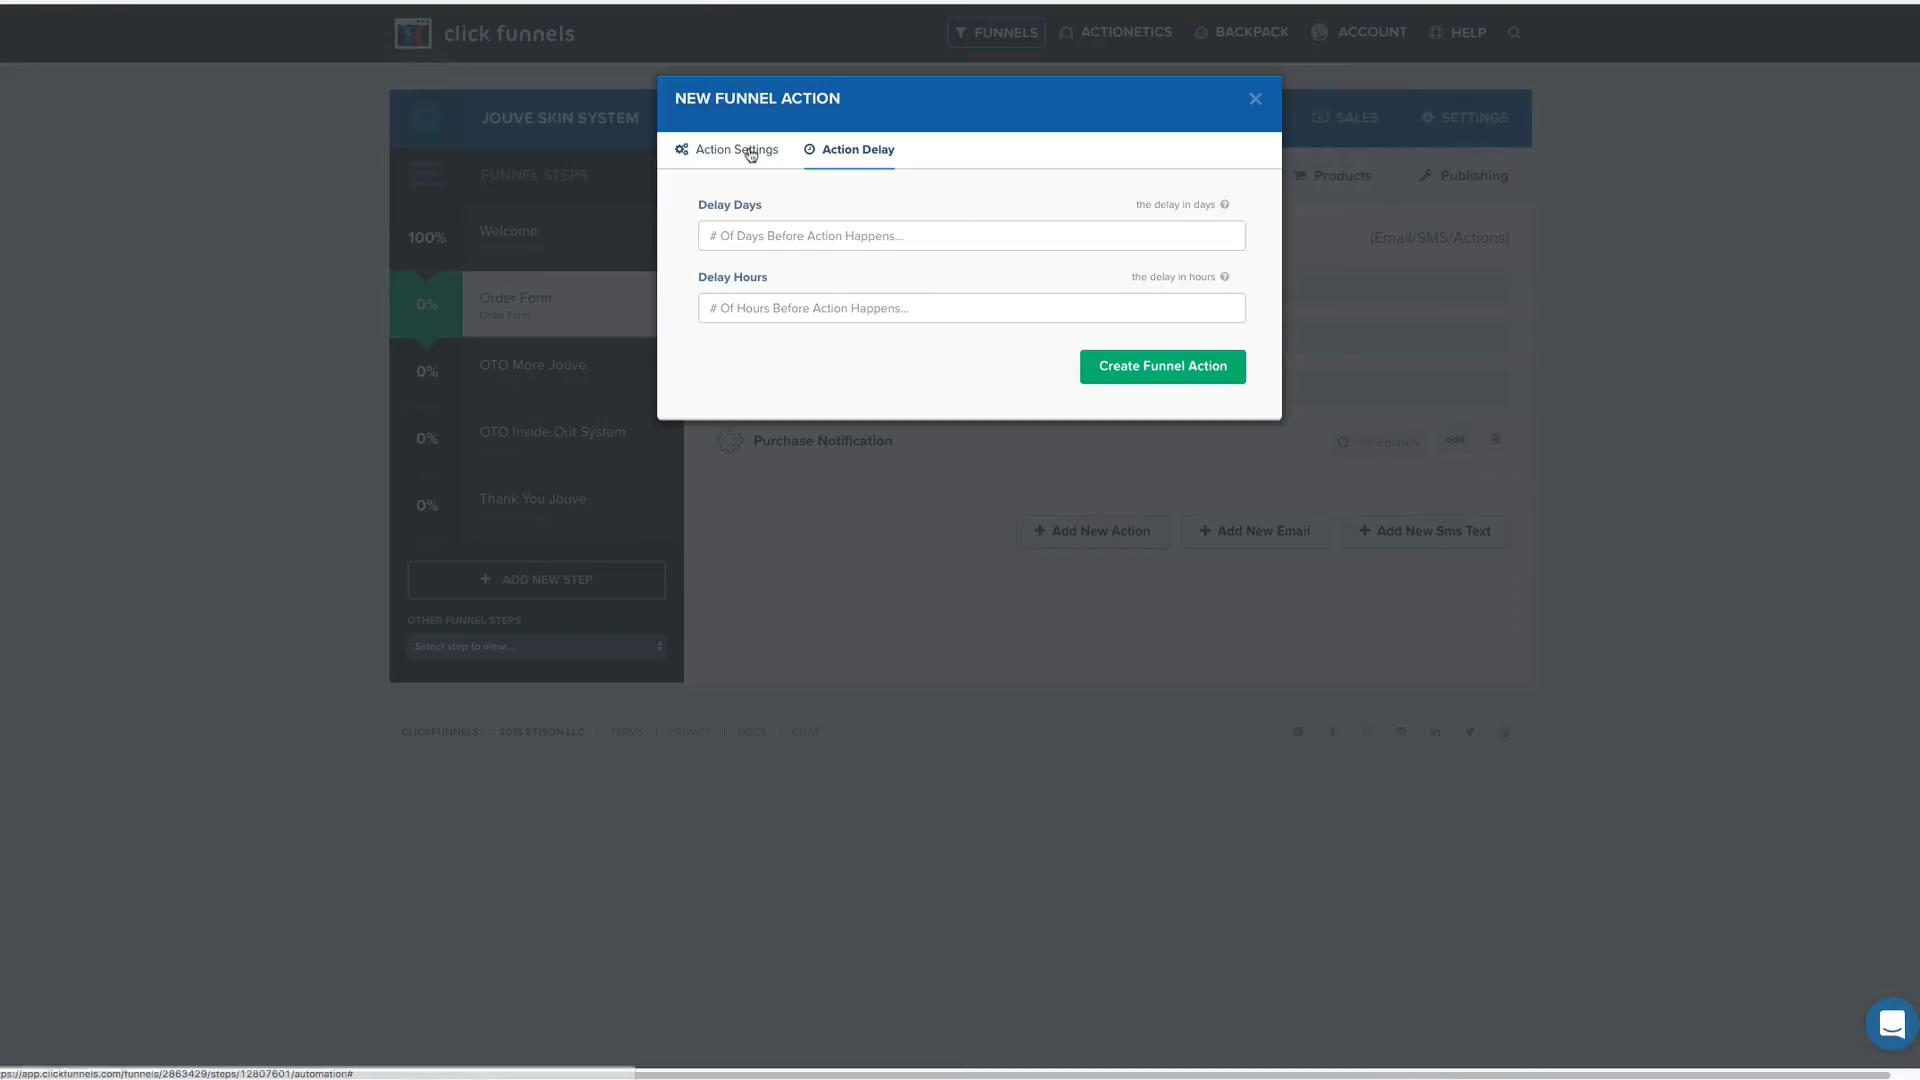 click funnels
FUNNELS
ACTIONETICS
BACKPACK
ACCOUNT
HELP
NEW FUNNEL ACTION
JOUVE SKIN SYSTEM
SALES
SETTINGS
Action Settings
Action Delay
FUNNEL STEPS
Products
Publishing
Delay Days
the delay in days
# Of Days Before Action Happens...
100%
Welcome
(Email/SMS/Actions)
Delay Hours
the delay in hours
# Of Hours Before Action Happens...
0%
Order Form
Order Form
Create Funnel Action
0%
OTO More Jouve
0%
OTO Inside Out System
Purchase Notification
immediately
edit
0%
Thank You Jouve
+ Add New Action
+ Add New Email
+ Add New Sms Text
+ ADD NEW STEP
OTHER FUNNEL STEPS
Select step to view...
CLICKFUNNELS - © 2016 ETISON LLC | TERMS | PRIVACY | DOCS | CHAT
ps://app.clickfunnels.com/funnels/2863429/steps/12807601/automation#